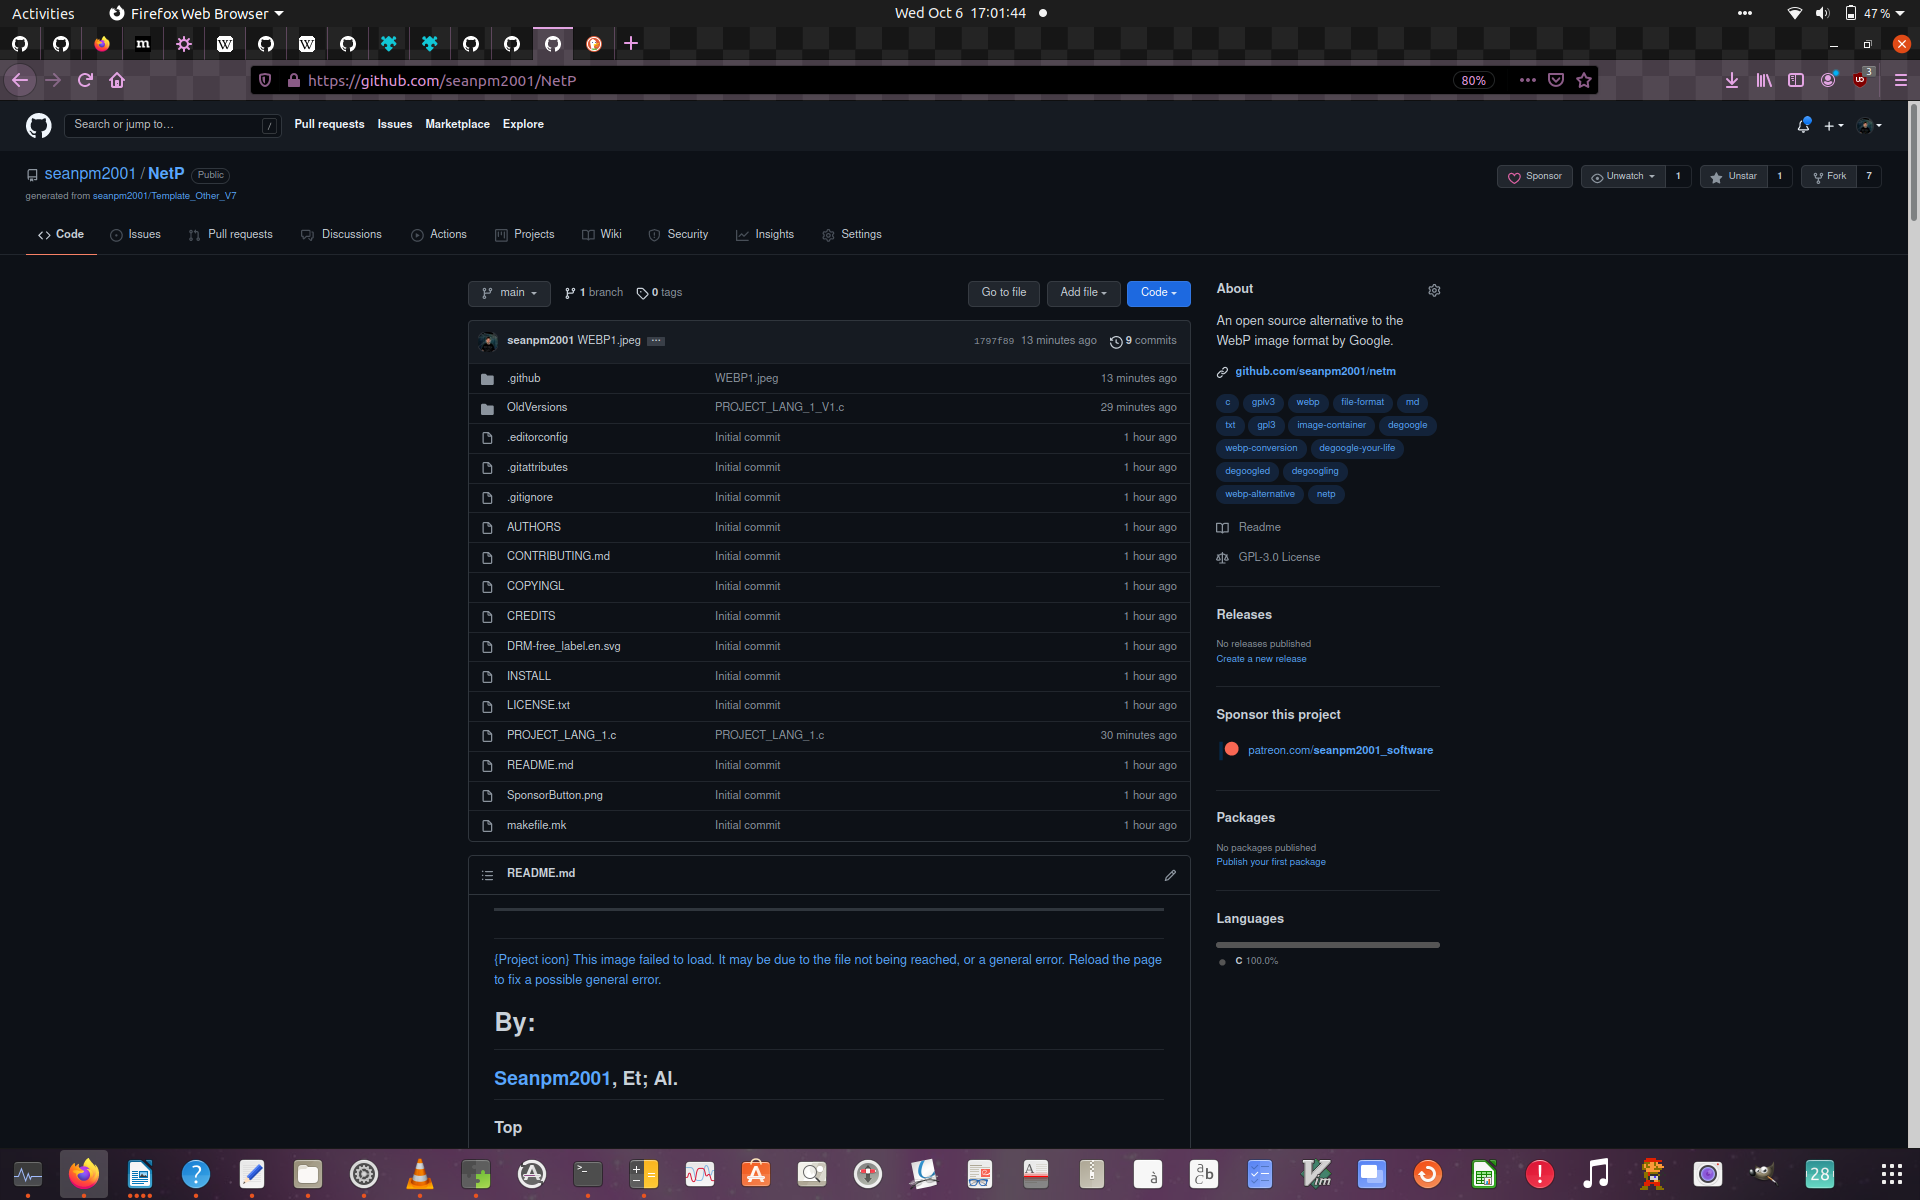 Activities
Firefox Web Browser
Wed Oct 6 17:01:44
47 %
https://github.com/seanpm2001/NetP
80%
3
Search or jump to…
/
Pull requests
Issues
Marketplace
Explore
seanpm2001 / NetP
Public
generated from seanpm2001/Template_Other_V7
Sponsor
Unwatch
1
Unstar
1
Fork
7
Code
Issues
Pull requests
Discussions
Actions
Projects
Wiki
Security
Insights
Settings
main
1 branch
0 tags
Go to file
Add file
Code
seanpm2001 WEBP1.jpeg
1797f89 13 minutes ago
9 commits
.github WEBP1.jpeg 13 minutes ago
OldVersions PROJECT_LANG_1_V1.c 29 minutes ago
.editorconfig Initial commit 1 hour ago
.gitattributes Initial commit 1 hour ago
.gitignore Initial commit 1 hour ago
AUTHORS Initial commit 1 hour ago
CONTRIBUTING.md Initial commit 1 hour ago
COPYINGL Initial commit 1 hour ago
CREDITS Initial commit 1 hour ago
DRM-free_label.en.svg Initial commit 1 hour ago
INSTALL Initial commit 1 hour ago
LICENSE.txt Initial commit 1 hour ago
PROJECT_LANG_1.c PROJECT_LANG_1.c 30 minutes ago
README.md Initial commit 1 hour ago
SponsorButton.png Initial commit 1 hour ago
makefile.mk Initial commit 1 hour ago
README.md
{Project icon} This image failed to load. It may be due to the file not being reached, or a general error. Reload the page
to fix a possible general error.
By:
Seanpm2001, Et; Al.
Top
About
An open source alternative to the
WebP image format by Google.
github.com/seanpm2001/netm
c gplv3 webp file-format md
txt gpl3 image-container degoogle
webp-conversion degoogle-your-life
degoogled degoogling
webp-alternative netp
Readme
GPL-3.0 License
Releases
No releases published
Create a new release
Sponsor this project
patreon.com/seanpm2001_software
Packages
No packages published
Publish your first package
Languages
C 100.0%
28